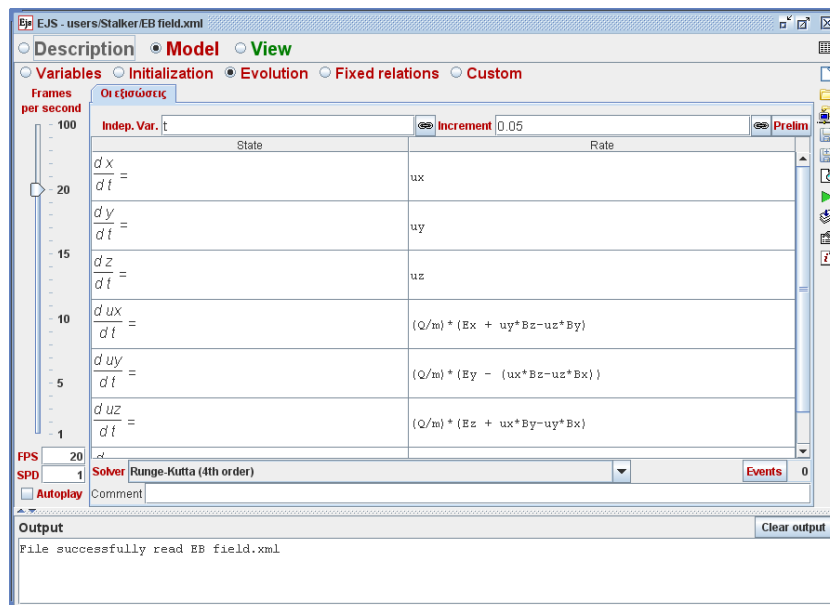 EJS - users/Stalker/EB field.xml
Description Model View
Variables Initialization Evolution Fixed relations Custom
Frames
per second
Οι εξισώσεις
Indep. Var. t Increment 0.05 Prelim
State Rate
d x
d t = ux
d y
d t = uy
d z
d t = uz
d ux
d t = (Q/m)*(Ex + uy*Bz-uz*By)
d uy
d t = (Q/m)*(Ey - (ux*Bz-uz*Bx))
d uz
d t = (Q/m)*(Ez + ux*By-uy*Bx)
100
20
15
10
5
1
FPS 20
SPD 1
Autoplay
Solver Runge-Kutta (4th order) Events 0
Comment
Output Clear output
File successfully read EB field.xml